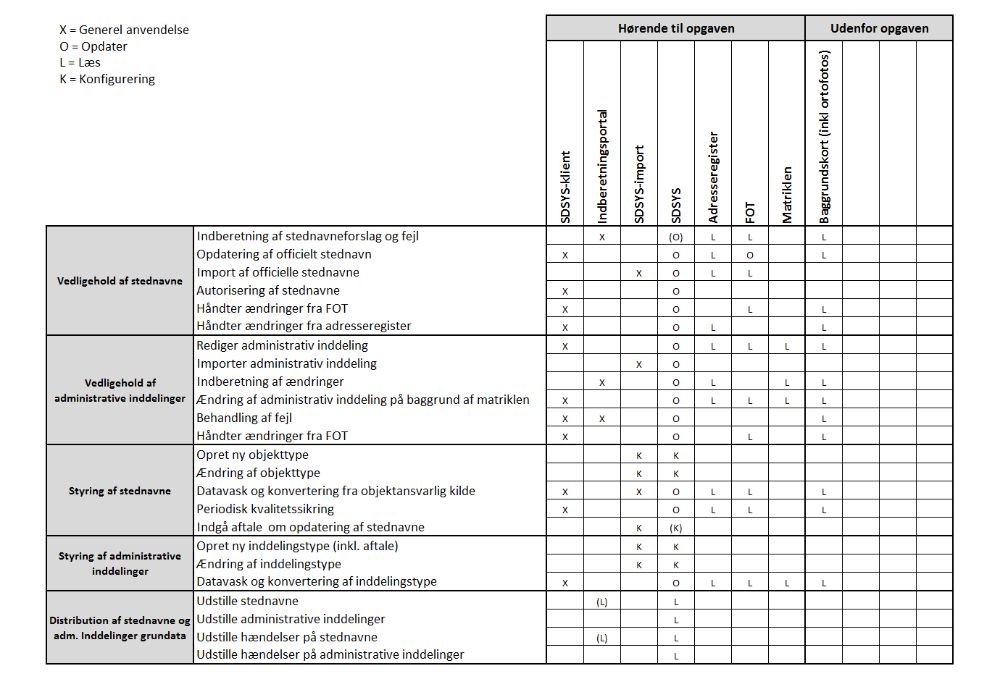 X = Generel anvendelse
O = Opdater
L = Læs
K = Konfigurering
Hørende til opgaven Udenfor opgaven
SDSYS-klient Indberetningsportal SDSYS-import SDSYS Adresseregister FOT Matriklen Baggrundskort (inkl ortofotos)
Vedligehold af stednavne
Indberetning af stednavneforslag og fejl X (O) L L L
Opdatering af officielt stednavn X O L O L
Import af officielle stednavne X O L L
Autorisering af stednavne X O
Håndter ændringer fra FOT X O L L
Håndter ændringer fra adresseregister X O L L
Vedligehold af
administrative inddelinger
Rediger administrativ inddeling X O L L L L
Importer administrativ inddeling X O
Indberetning af ændringer X O L L L
Ændring af administrativ inddeling på baggrund af matriklen X O L L L L
Behandling af fejl X X O L
Håndter ændringer fra FOT X O L L
Styring af stednavne
Opret ny objekttype K K
Ændring af objekttype K K
Datavask og konvertering fra objektansvarlig kilde X X O L L L
Periodisk kvalitetssikring X O L L L
Indgå aftale om opdatering af stednavne K (K)
Styring af administrative
inddelinger
Opret ny inddelingstype (inkl. aftale) K K
Ændring af inddelingstype K K
Datavask og konvertering af inddelingstype X O L L L L
Distribution af stednavne og
adm. Inddelinger grundata
Udstille stednavne (L) L
Udstille administrative inddelinger L
Udstille hændelser på stednavne (L) L
Udstille hændelser på administrative inddelinger L